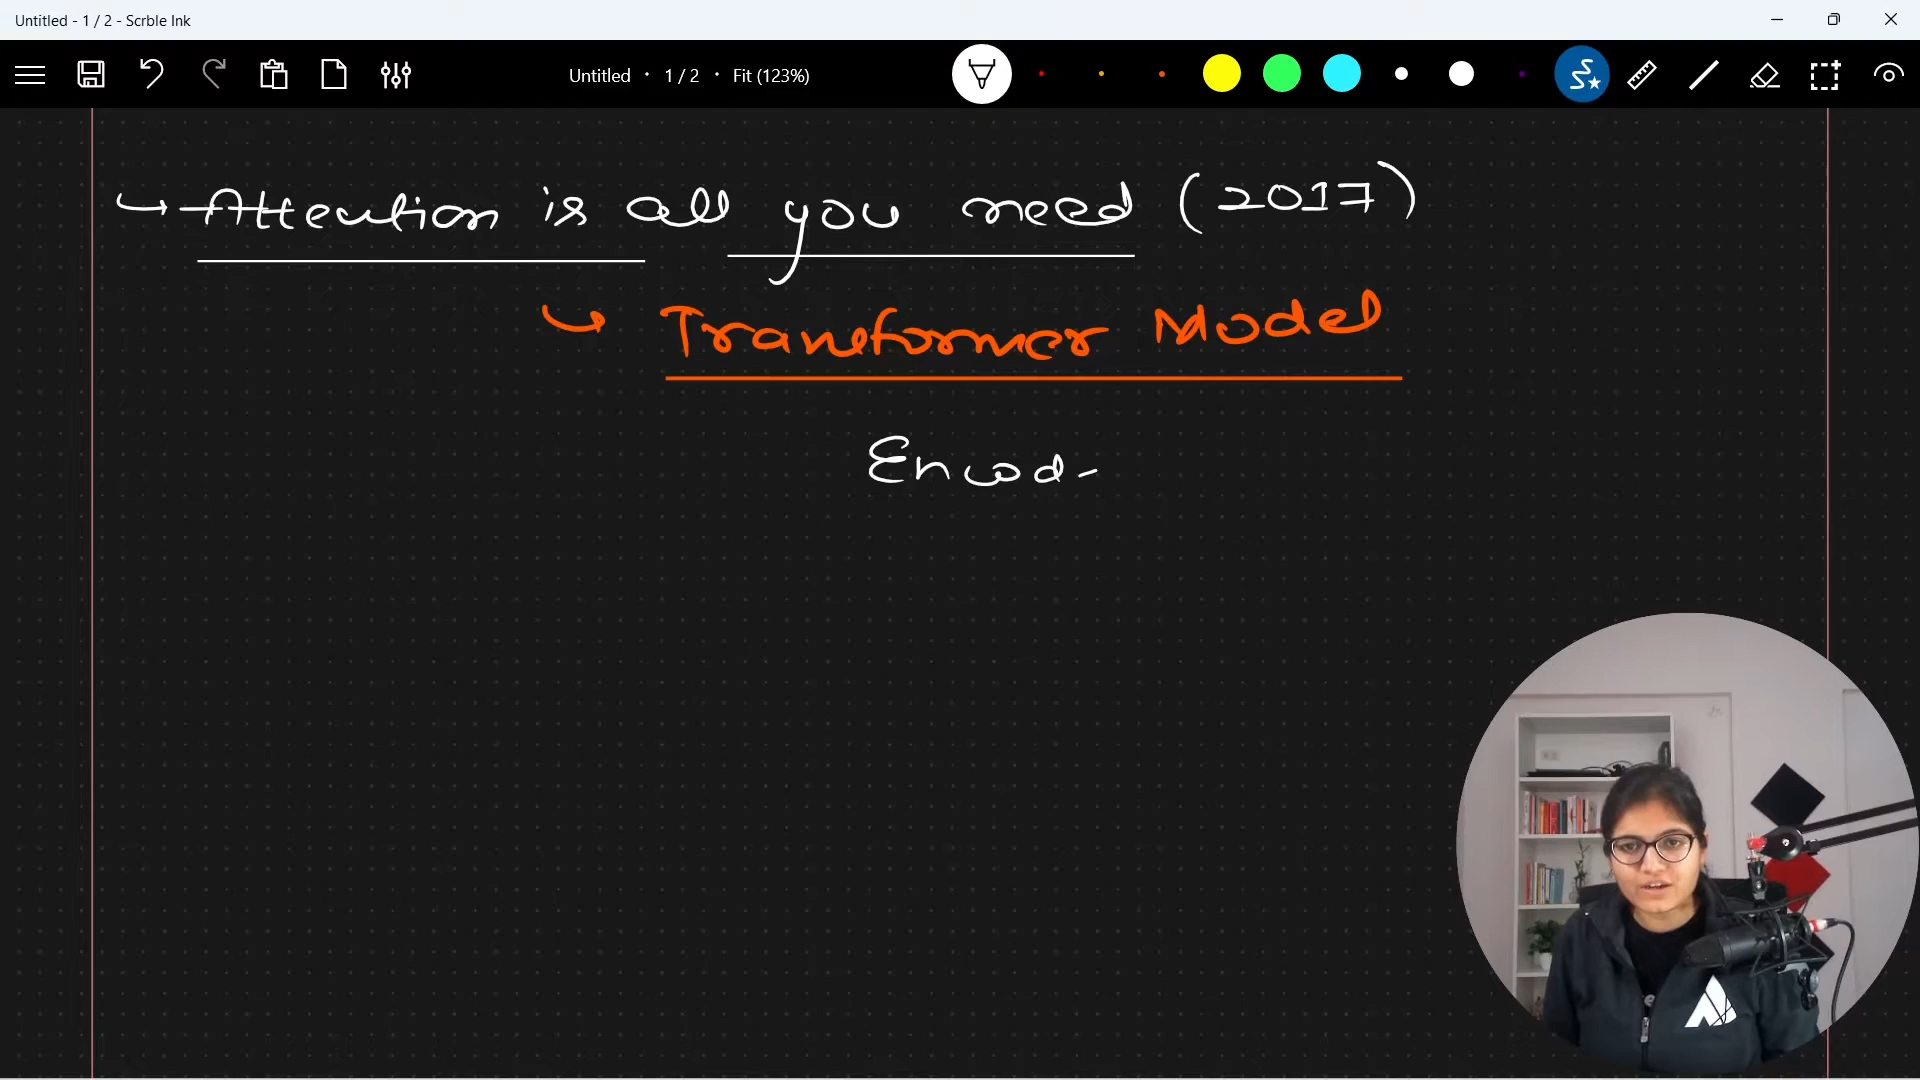 Untitled - 1 / 2 - Scrble Ink
Untitled • 1 / 2 • Fit (123%)
Attention is all you need (2017)
Transformer Model
Encod-